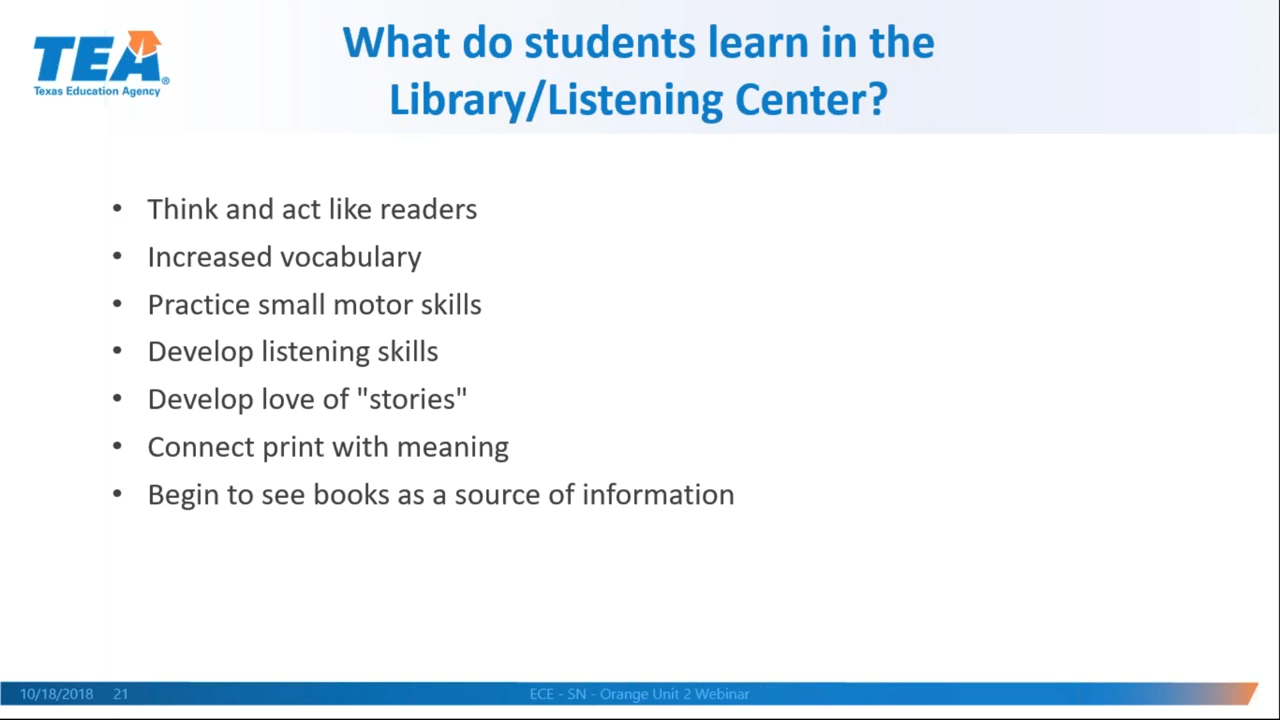 TEA®
Texas Education Agency
What do students learn in the
Library/Listening Center?
• Think and act like readers
• Increased vocabulary
• Practice small motor skills
• Develop listening skills
• Develop love of "stories"
• Connect print with meaning
• Begin to see books as a source of information
10/18/2018 21 ECE - SN - Orange Unit 2 Webinar